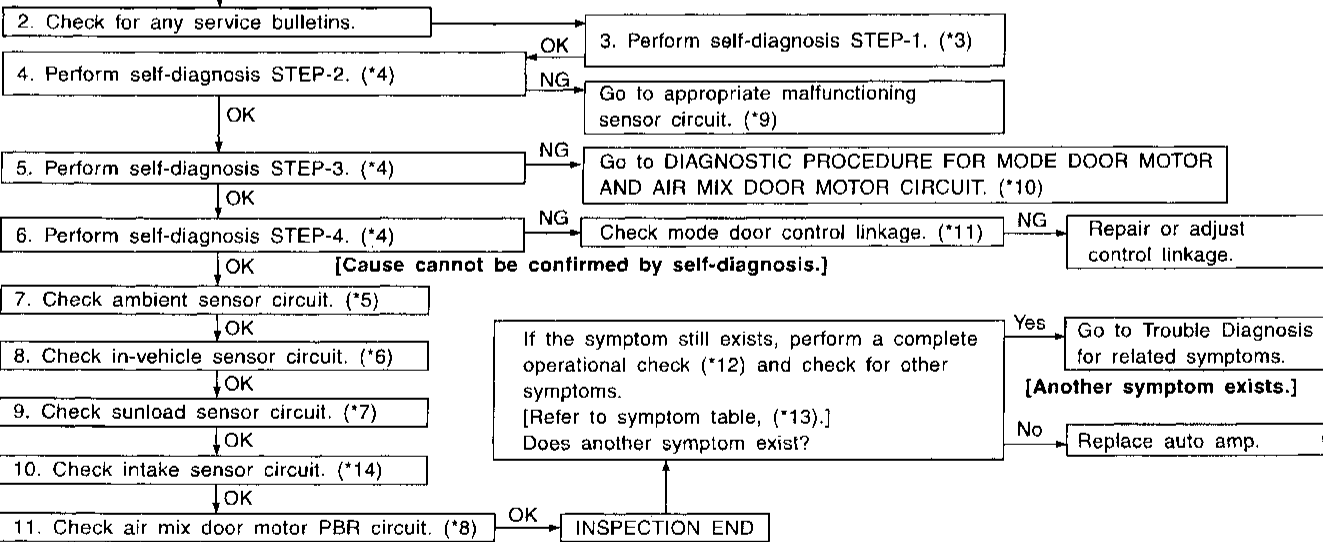 2. Check for any service bulletins.
3. Perform self-diagnosis STEP-1. (*3)
OK
4. Perform self-diagnosis STEP-2. (*4)
NG
Go to appropriate malfunctioning
sensor circuit. (*9)
OK
5. Perform self-diagnosis STEP-3. (*4)
NG
Go to DIAGNOSTIC PROCEDURE FOR MODE DOOR MOTOR
AND AIR MIX DOOR MOTOR CIRCUIT. (*10)
OK
6. Perform self-diagnosis STEP-4. (*4)
NG
Check mode door control linkage. (*11)
NG
Repair or adjust
control linkage.
OK
[Cause cannot be confirmed by self-diagnosis.]
7. Check ambient sensor circuit. (*5)
OK
8. Check in-vehicle sensor circuit. (*6)
OK
9. Check sunload sensor circuit. (*7)
OK
10. Check intake sensor circuit. (*14)
OK
11. Check air mix door motor PBR circuit. (*8)
OK
INSPECTION END
If the symptom still exists, perform a complete
operational check (*12) and check for other
symptoms.
[Refer to symptom table, (*13).]
Does another symptom exist?
Yes
Go to Trouble Diagnosis
for related symptoms.
[Another symptom exists.]
No
Replace auto amp.